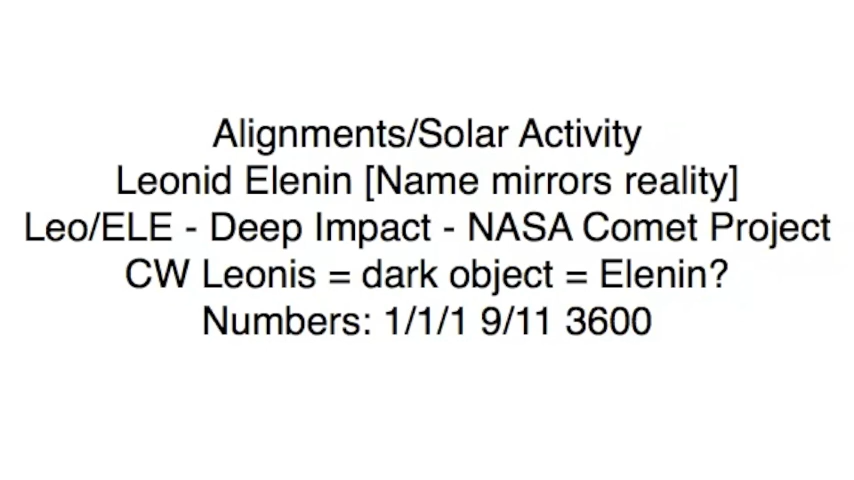 Alignments/Solar Activity
Leonid Elenin [Name mirrors reality]
Leo/ELE - Deep Impact - NASA Comet Project
CW Leonis = dark object = Elenin?
Numbers: 1/1/1 9/11 3600